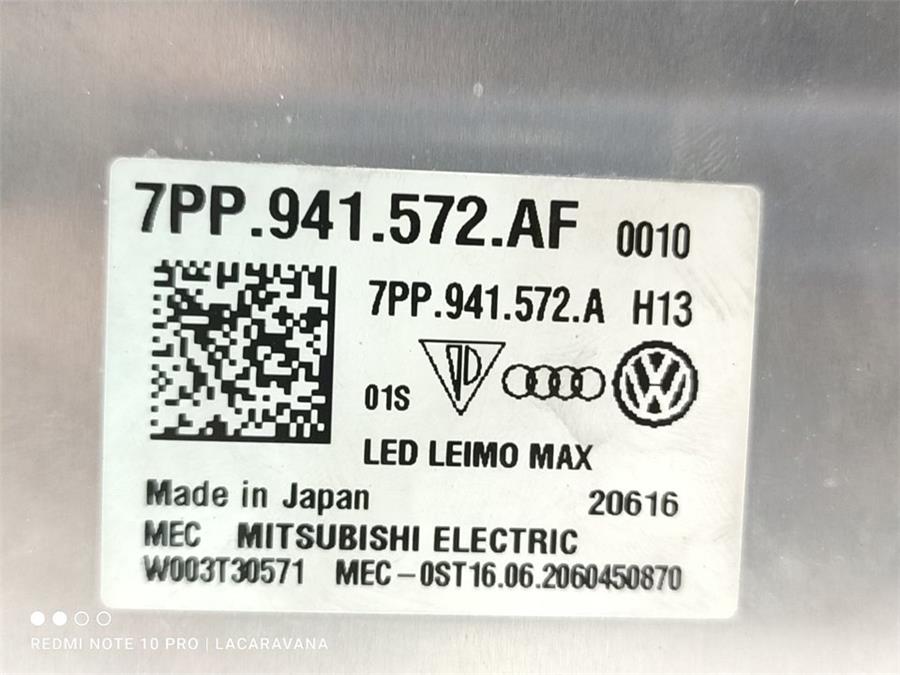 7PP.941.572.AF 0010
7PP.941.572.A H13
01S
LED LEIMO MAX
Made in Japan 20616
MEC MITSUBISHI ELECTRIC
W003T30571 MEC-0ST16.06.2060450870
REDMI NOTE 10 PRO | LACARAVANA